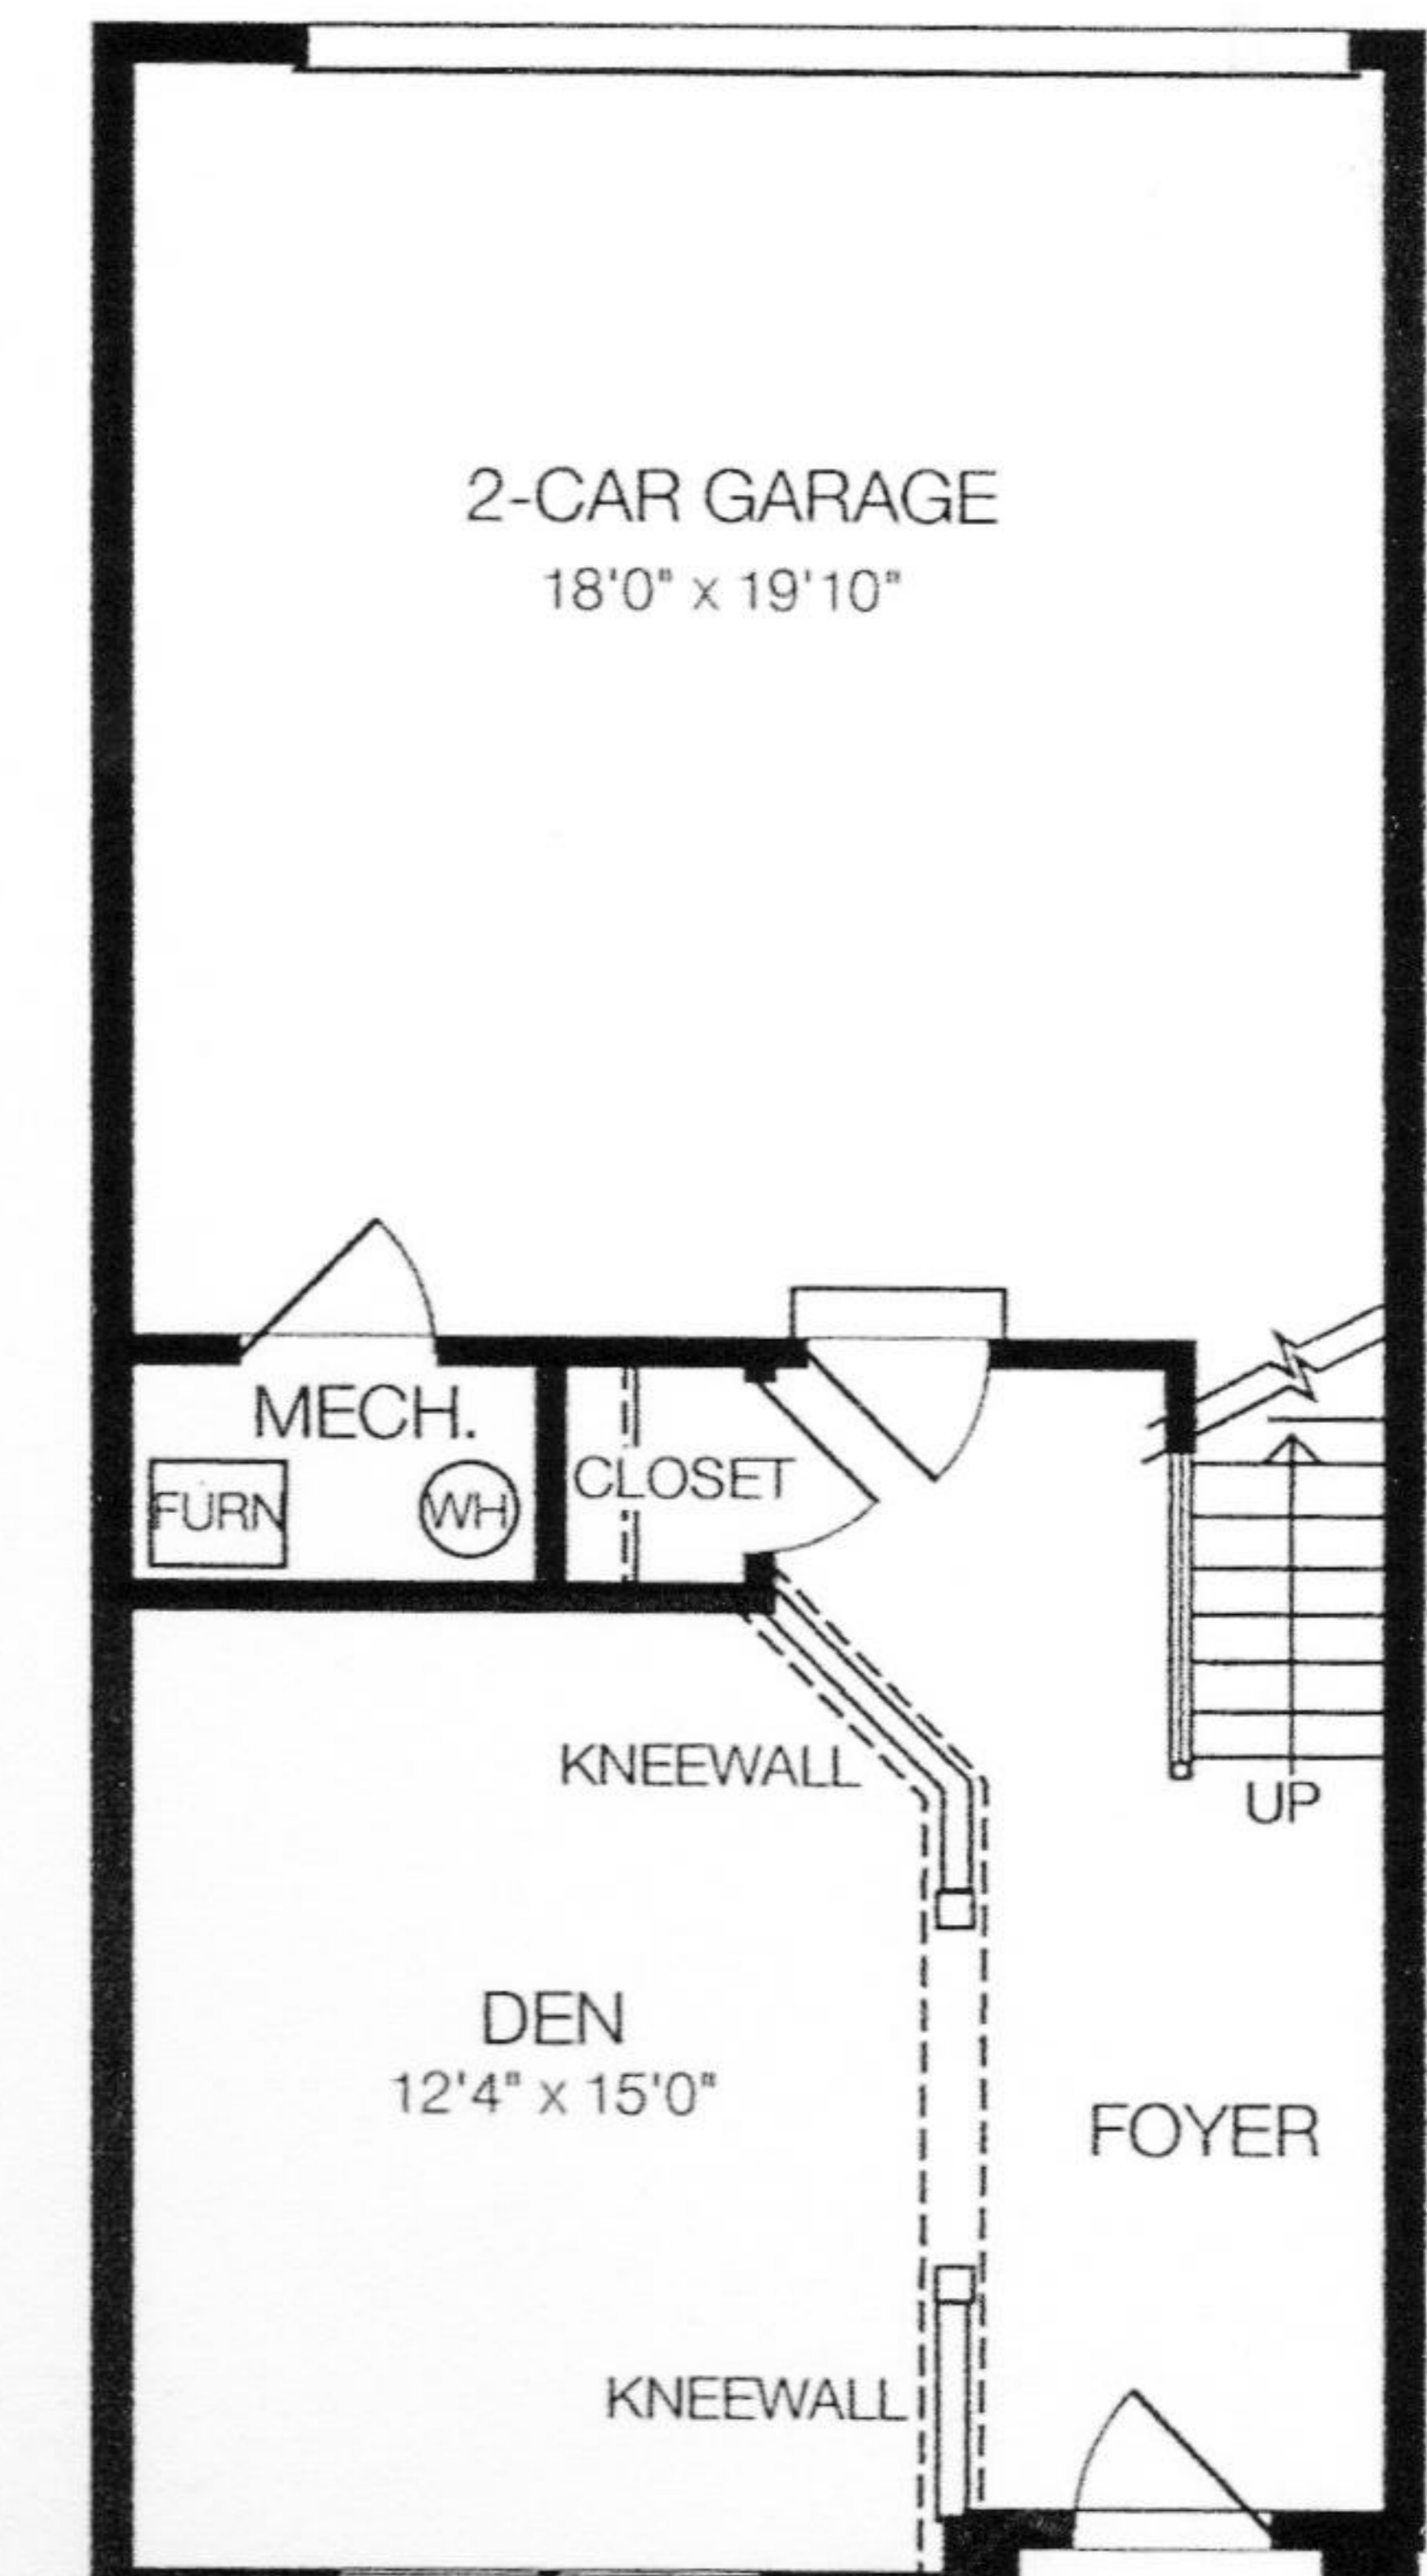 2-CAR GARAGE
18'0" x 19'10"
MECH.
FURN
WH
CLOSET
KNEEWALL
UP
DEN
12'4" x 15'0"
FOYER
KNEEWALL